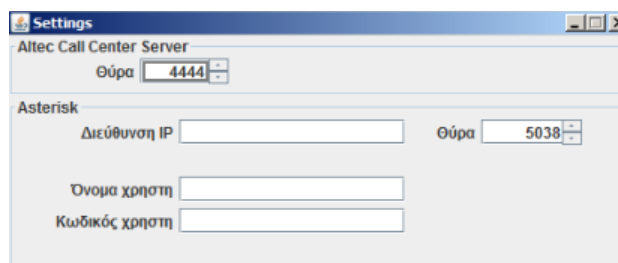 Settings
Altec Call Center Server
Θύρα 4444
Asterisk
Διεύθυνση IP Θύρα 5038
Όνομα χρηστη
Κωδικός χρηστη